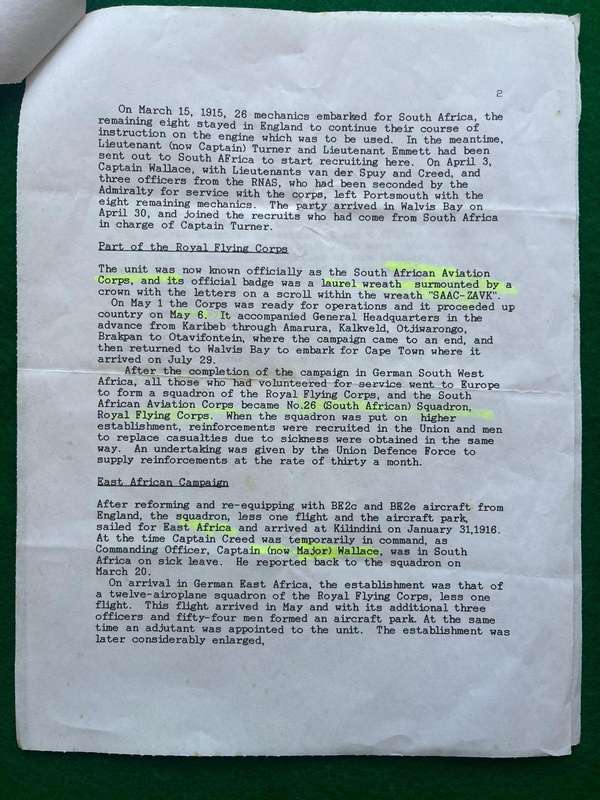 2
On March 15, 1915, 26 mechanics embarked for South Africa, the
remaining eight stayed in England to continue their course of
instruction on the engine which was to be used. In the meantime,
Lieutenant (now Captain) Turner and Lieutenant Emmett had been
sent out to South AFrica to start recruiting here. On April 3,
Captain Wallace, with Lieutenants van der Spuy and Creed, and
three officers from the RNAS, who had been seconded by the
Admiralty for service with the corps, left Portsmouth with the
eight remaining mechanics. The party arrived in Walvis Bay on
April 30, and joined the recruits who had come from South Africa
in charge of Captain Turner.
Part of the Royal Flying Corps
The unit was now known officially as the South African Aviation
Corps, and its official badge was a laurel wreath surmounted by a
crown with the letters on a scroll within the wreath "SAAC-ZAVK".
On May 1 the Corps was ready for operations and it proceeded up
country on May 6. It accompanied General Headquarters in the
advance from Karibeb through Amarura, Kalkveld, Otjiwarongo,
Brakpan to Otavifontein, where the campaign came to an end, and
then returned to Walvis Bay to embark for Cape Town where it
arrived on July 29.
After the completion of the campaign in German South West
Africa, all those who had volunteered for service went to Europe
to form a squadron of the Royal Flying Corps, and the South
African Aviation Corps became No.26 (South African) Squadron,
Royal Flying Corps. When the squadron was put on higher
establishment, reinforcements were recruited in the Union and men
to replace casualties due to sickness were obtained in the same
way. An undertaking was given by the Union Defence Force to
supply reinforcements at the rate of thirty a month.
East African Campaign
After reforming and re-equipping with BE2c and BE2e aircraft from
England, the squadron, less one flight and the aircraft park,
sailed for East Africa and arrived at Kilindini on January 31,1916.
At the time Captain Creed was temporarily in command, as
Commanding Officer, Captain (now Major) Wallace, was in South
Africa on sick leave. He reported back to the squadron on
March 20.
On arrival in German East Africa, the establishment was that of
a twelve-airoplane squadron of the Royal Flying Corps, less one
flight. This flight arrived in May and with its additional three
officers and fifty-four men formed an aircraft park. At the same
time an adjutant was appointed to the unit. The establishment was
later considerably enlarged,